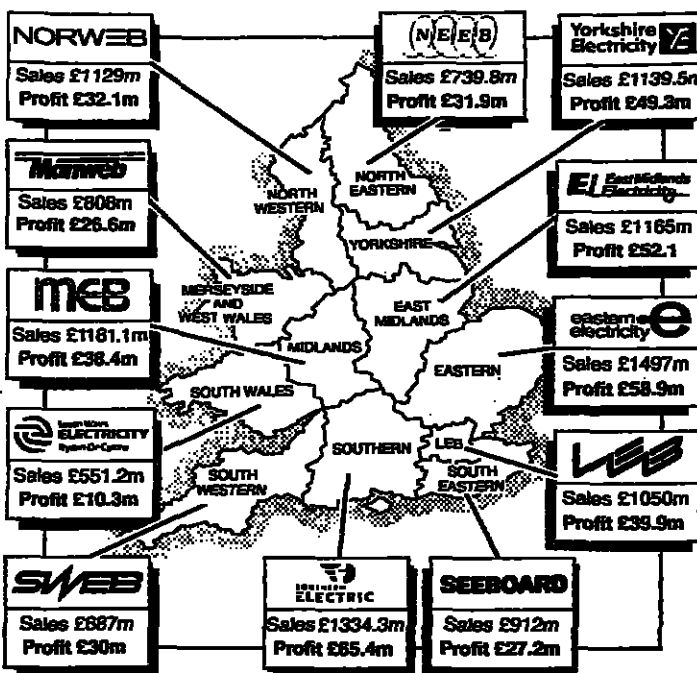 NORWEB
Sales £1129m
Profit £32.1m
NEEB
Sales £739.8m
Profit £31.9m
Yorkshire
Electricity YE
Sales £1139.5m
Profit £49.3m
Manweb
Sales £808m
Profit £26.6m
East Midlands
Electricity
Sales £1165m
Profit £52.1
MEB
Sales £1181.1m
Profit £38.4m
eastern
electricity e
Sales £1497m
Profit £58.9m
ELECTRICITY
Sales £551.2m
Profit £10.3m
LEB
Sales £1050m
Profit £39.9m
SWEB
Sales £687m
Profit £30m
SOUTHERN
ELECTRIC
Sales £1334.3m
Profit £65.4m
SEEBOARD
Sales £912m
Profit £27.2m
NORTH
WESTERN
NORTH
EASTERN
YORKSHIRE
MERSEYSIDE
AND
WEST WALES
EAST
MIDLANDS
MIDLANDS
EASTERN
SOUTH WALES
SOUTHERN
LEB
SOUTH
EASTERN
SOUTH
WESTERN